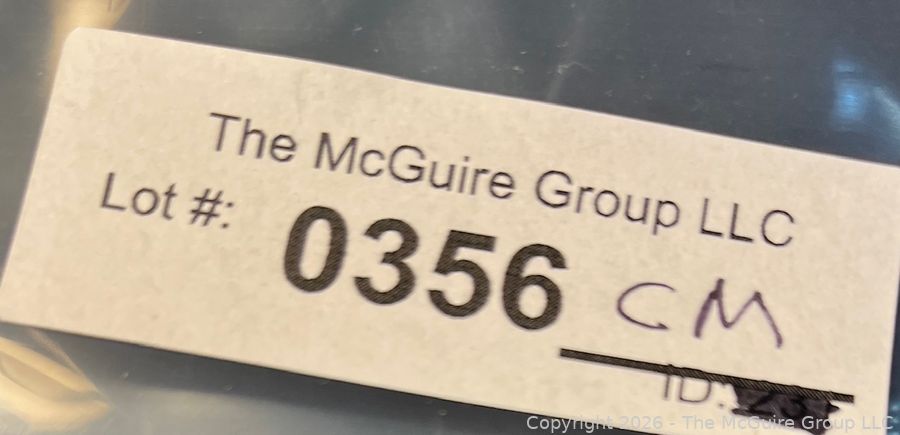 The McGuire Group LLC
Lot #: 0356 CM
ID:
Copyright 2026 - The McGuire Group LLC